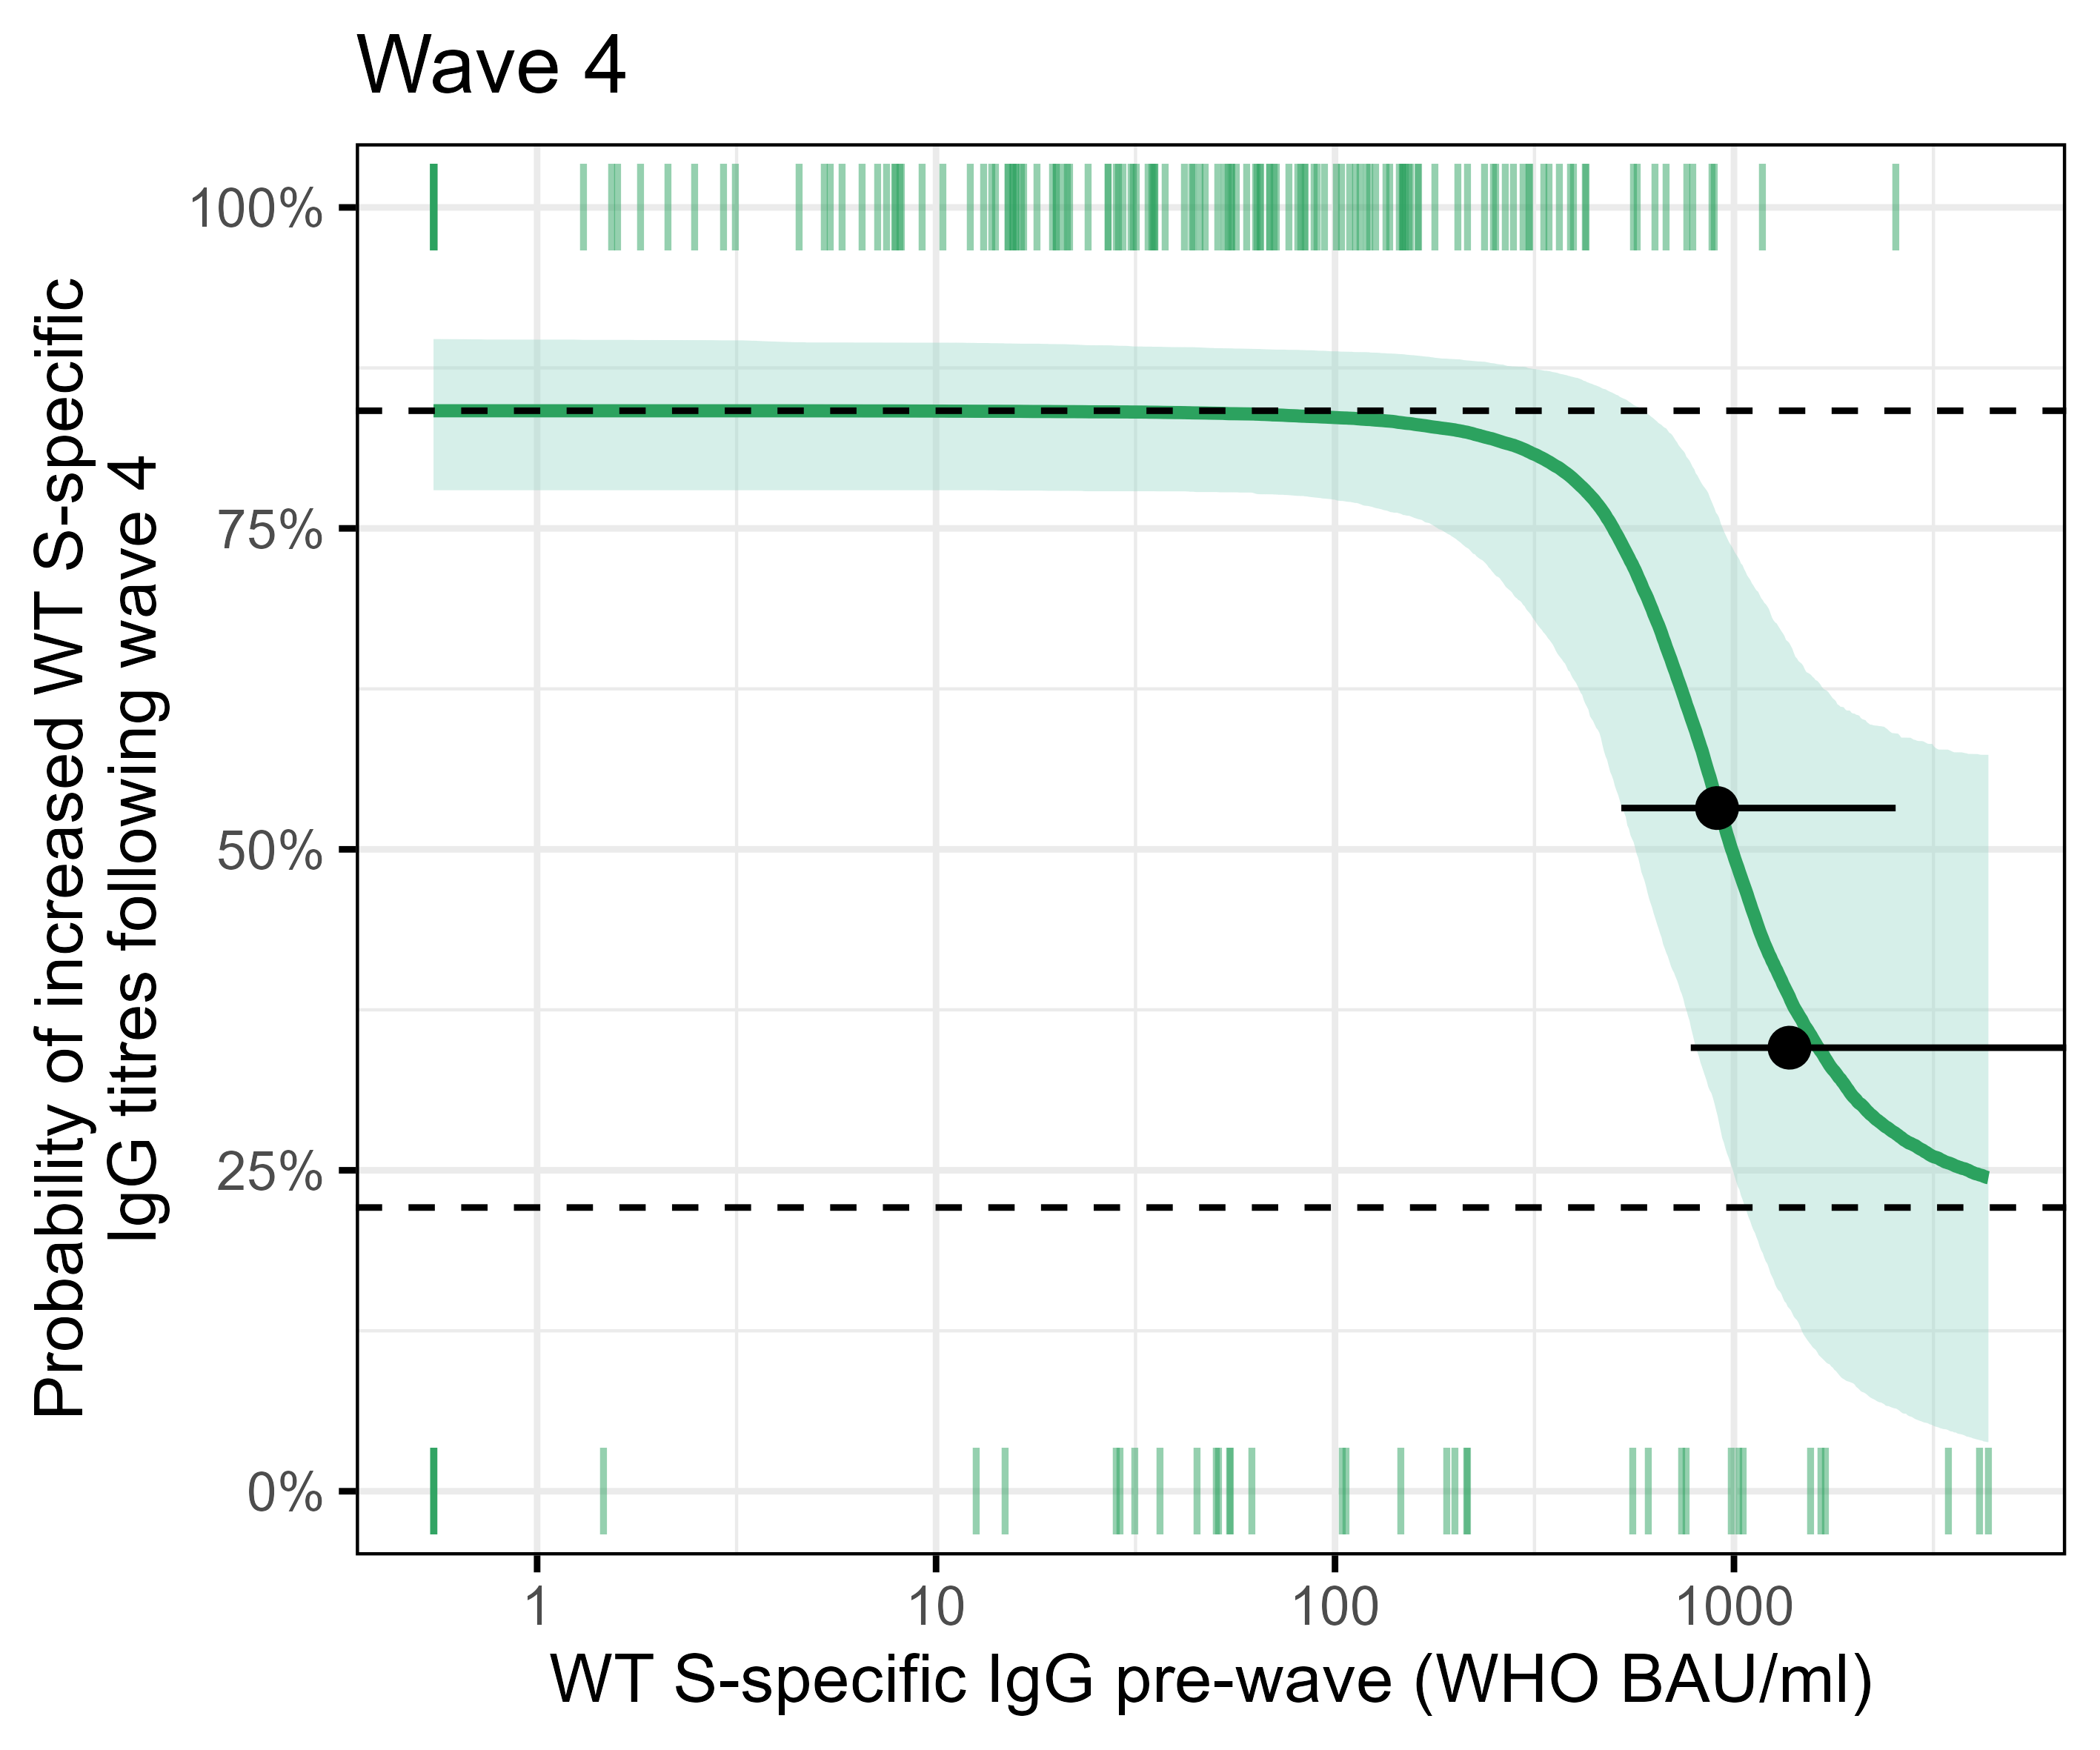 Wave 4
Probability of increased WT S-specific
IgG titres following wave 4
100%
75%
50%
25%
0%
1 10 100 1000
WT S-specific IgG pre-wave (WHO BAU/ml)